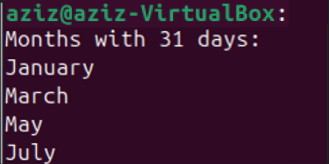 aziz@aziz-VirtualBox:
Months with 31 days:
January
March
May
July